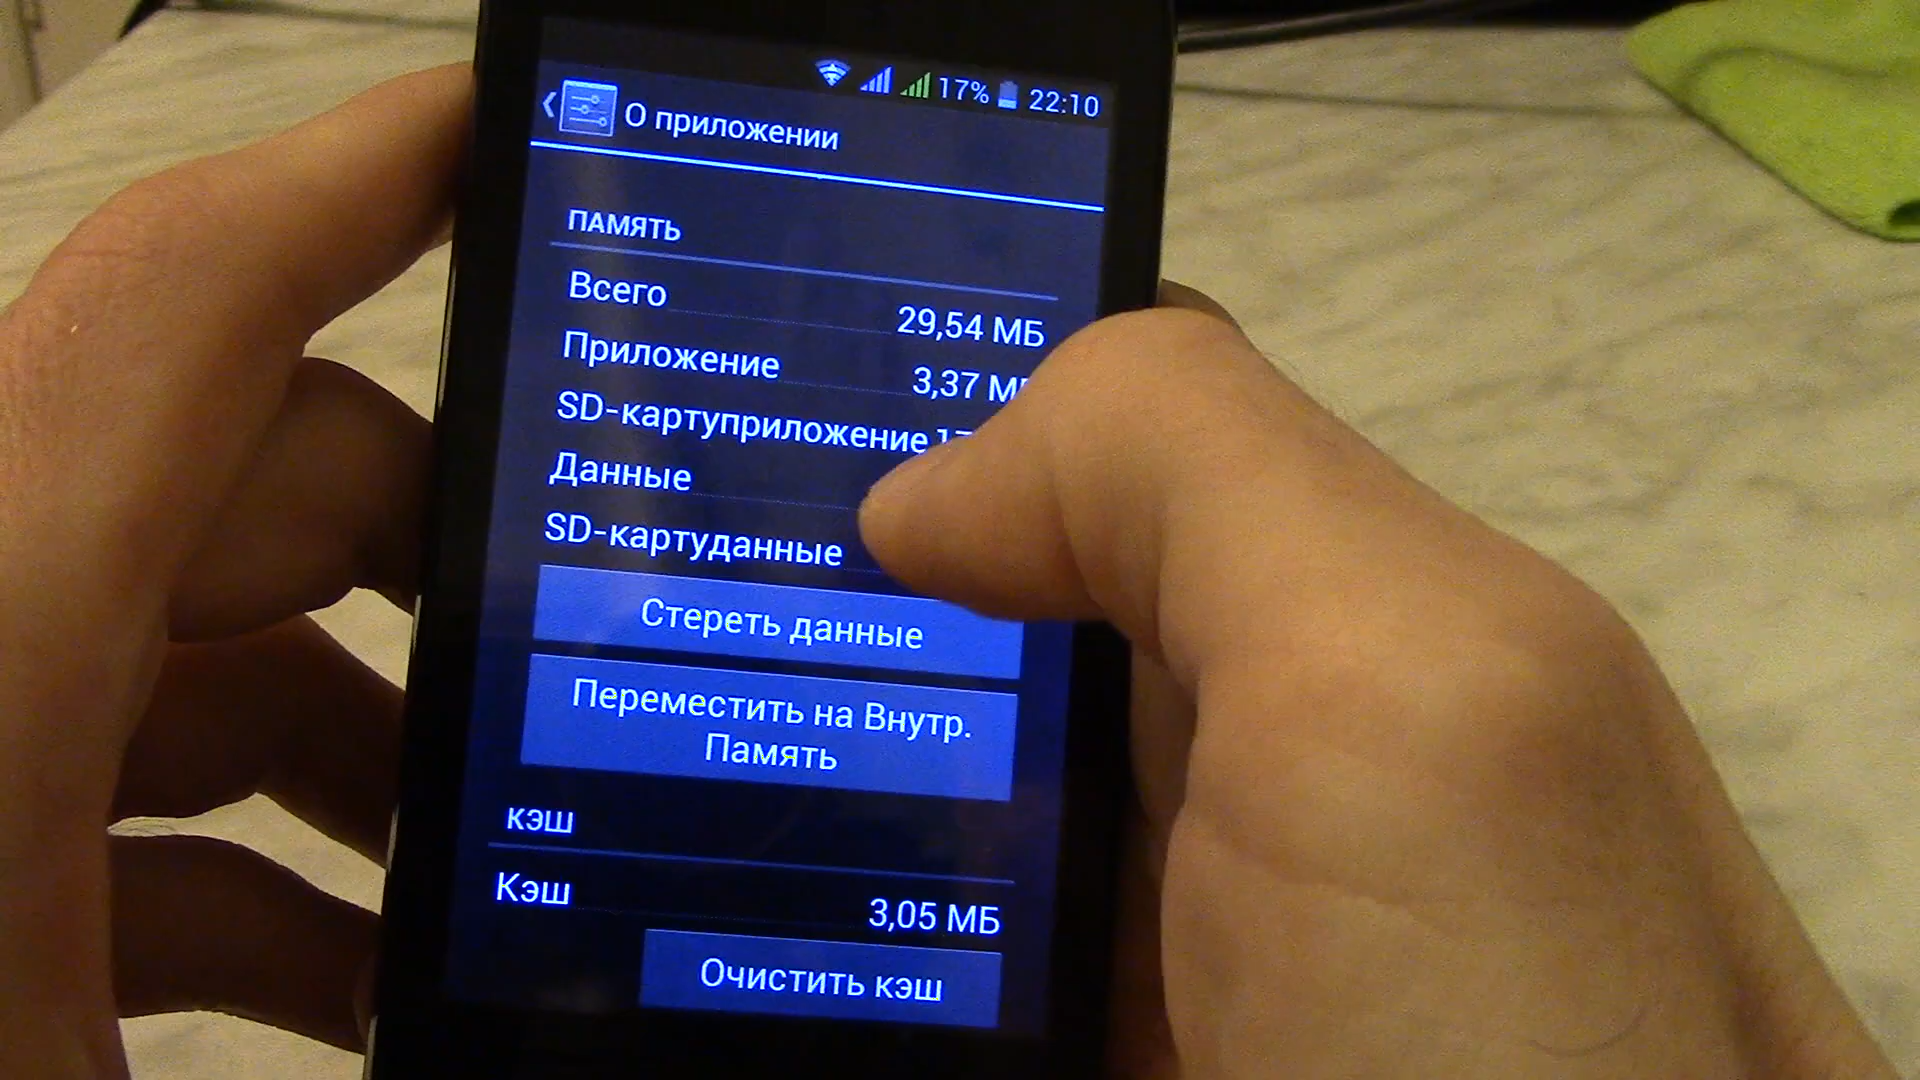 17% 22:10
О приложении
ПАМЯТЬ
Всего 29,54 МБ
Приложение 3,37
SD-картуприложение
Данные
SD-картуданные
Стереть данные
Переместить на Внутр.
Память
КЭШ
Кэш 3,05 МБ
Очистить кэш